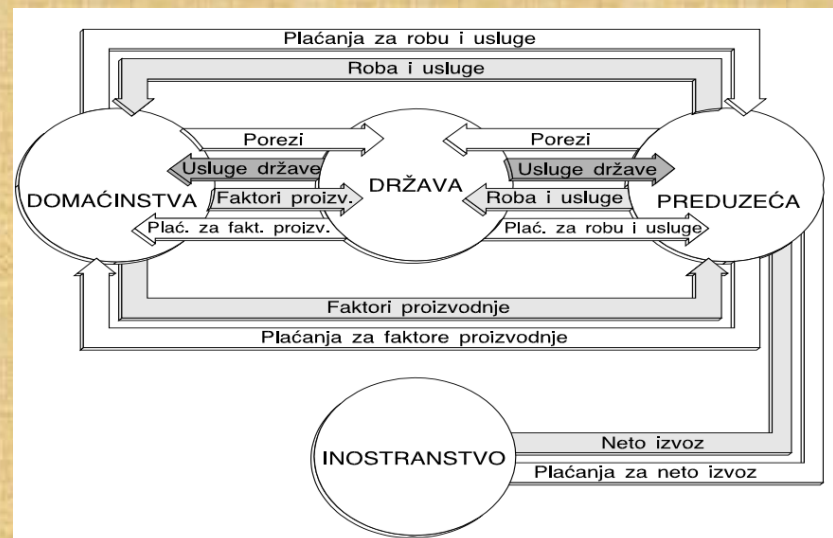 Plaćanja za robu i usluge
Roba i usluge
Porezi
Porezi
Usluge države
Usluge države
DOMAĆINSTVA
DRŽAVA
PREDUZEĆA
Faktori proizv.
Roba i usluge
Plać. za fakt. proizv.
Plać. za robu i usluge
Faktori proizvodnje
Plaćanja za faktore proizvodnje
INOSTRANSTVO
Neto izvoz
Plaćanja za neto izvoz